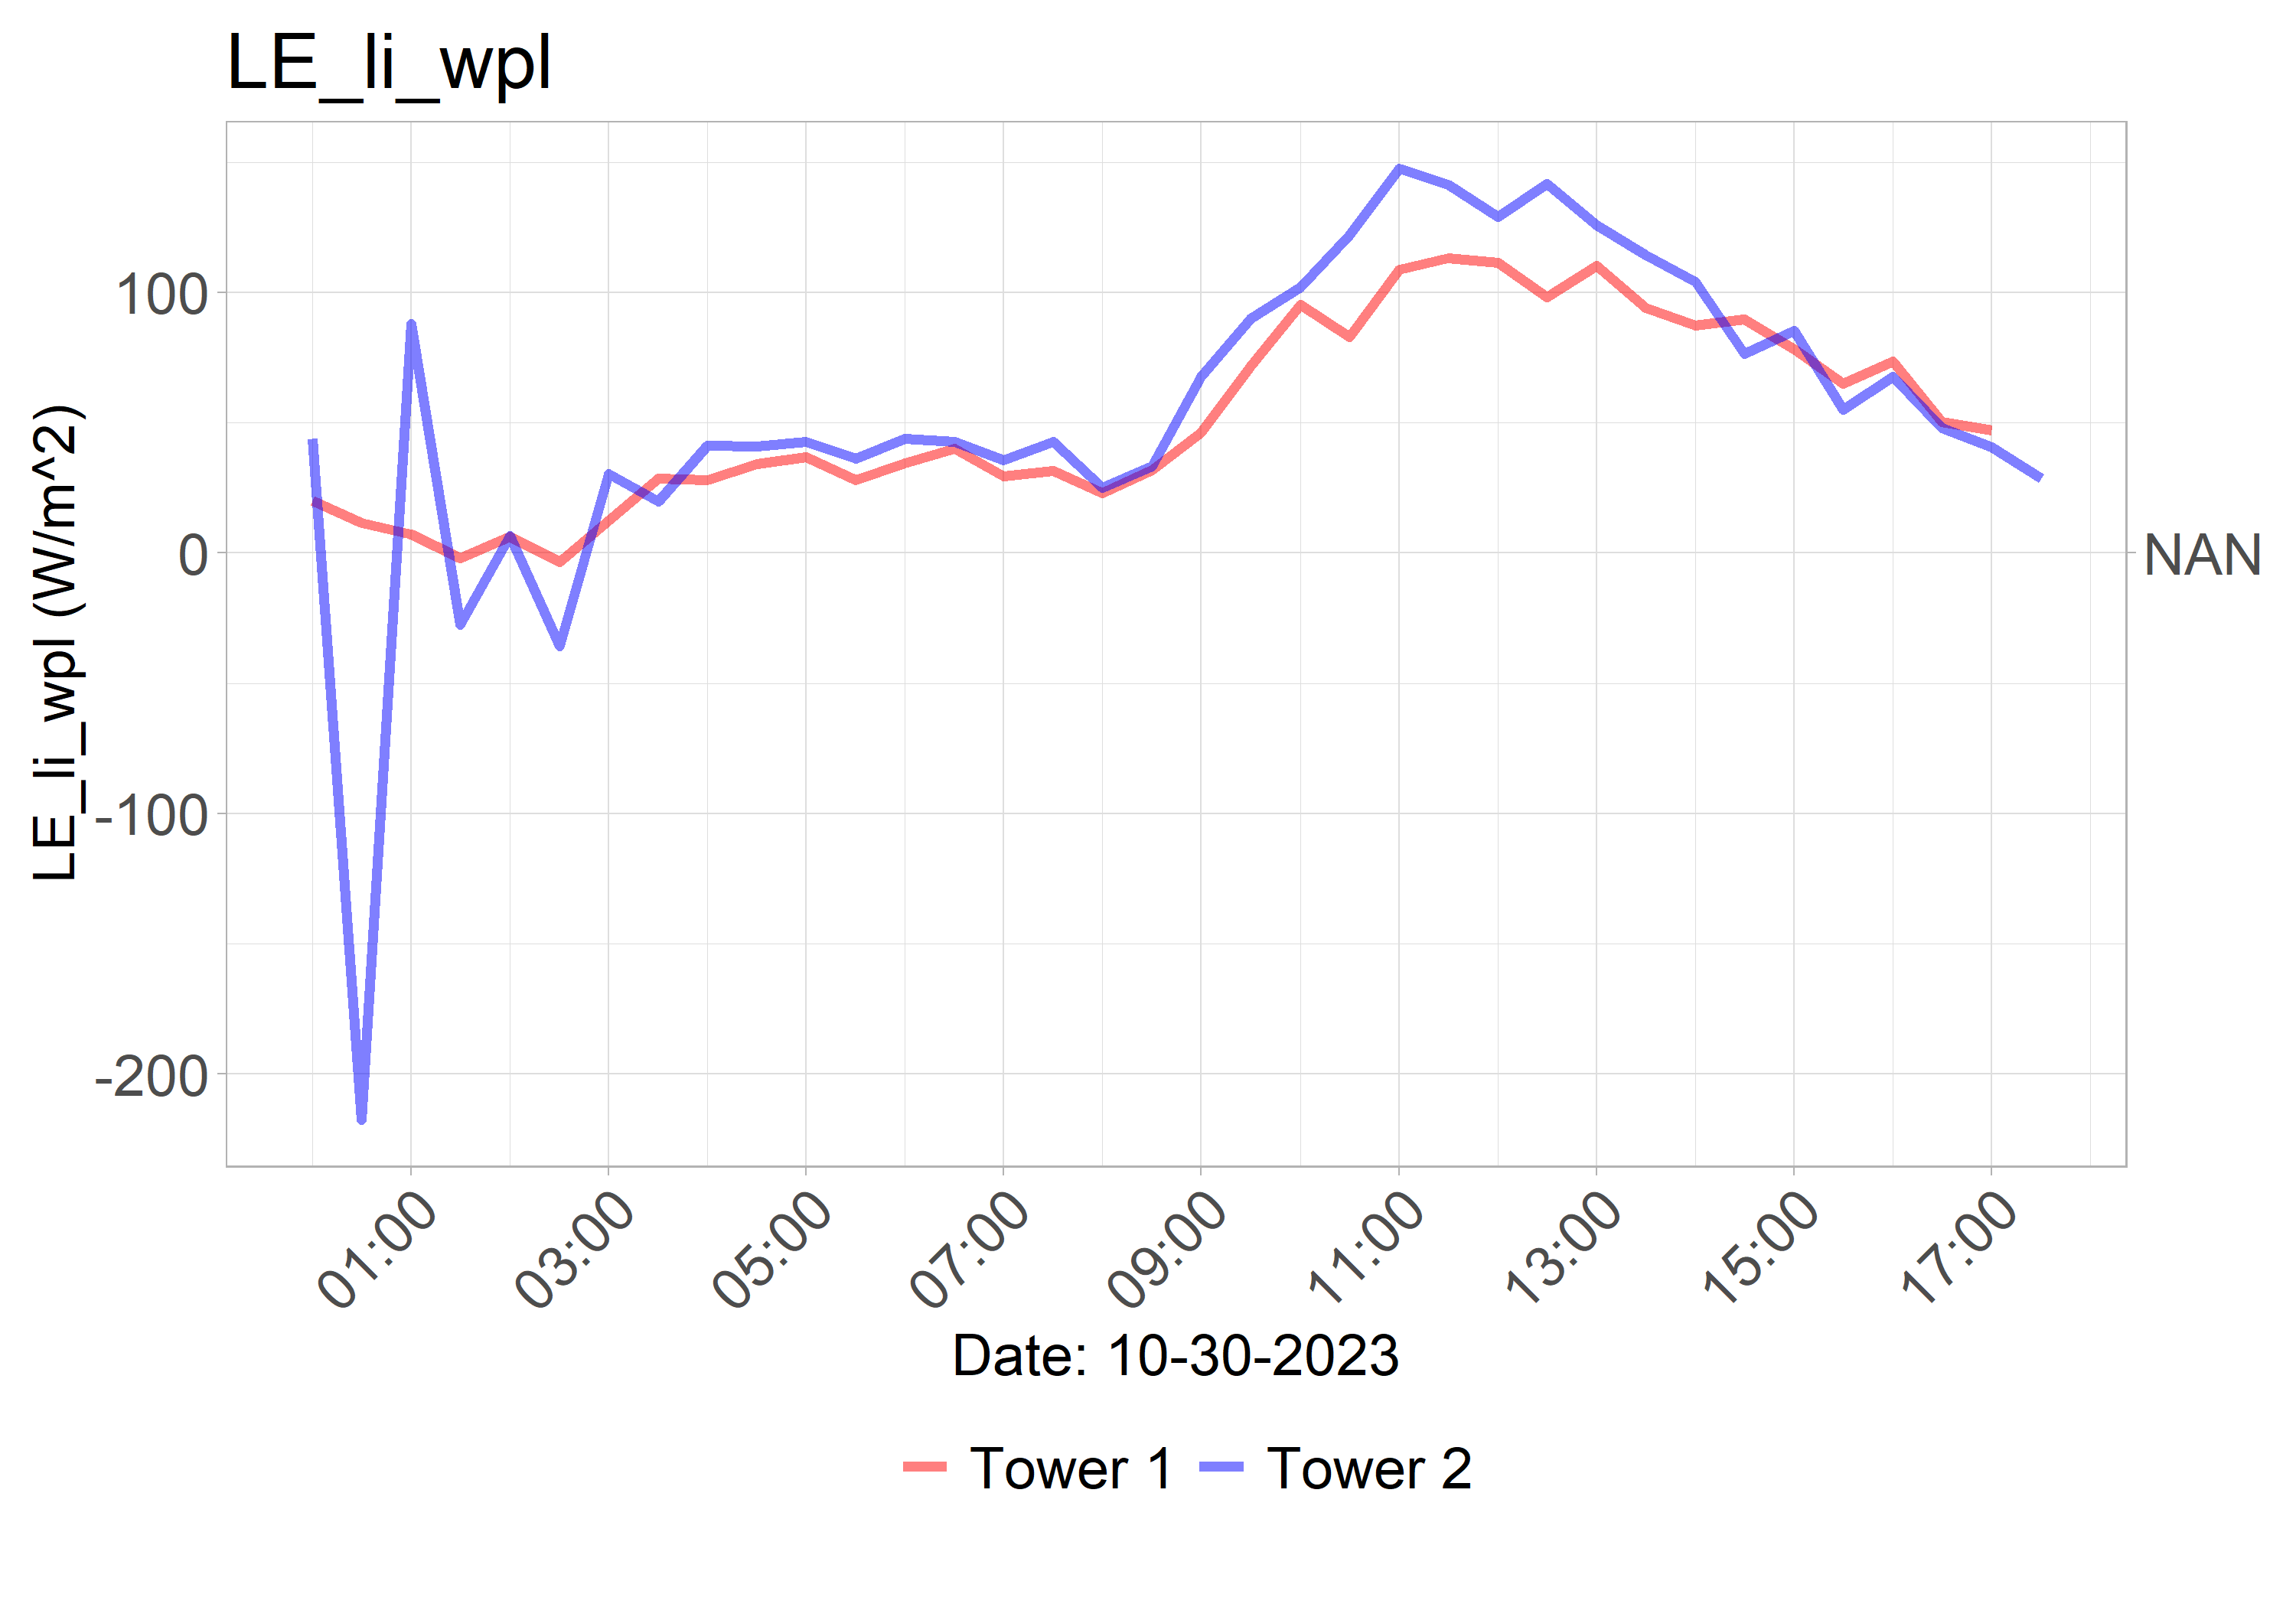 LE_li_wpl
LE_li_wpl (W/m^2)
100
0
-100
-200
NAN
01:00
03:00
05:00
07:00
09:00
11:00
13:00
15:00
17:00
Date: 10-30-2023
Tower 1
Tower 2